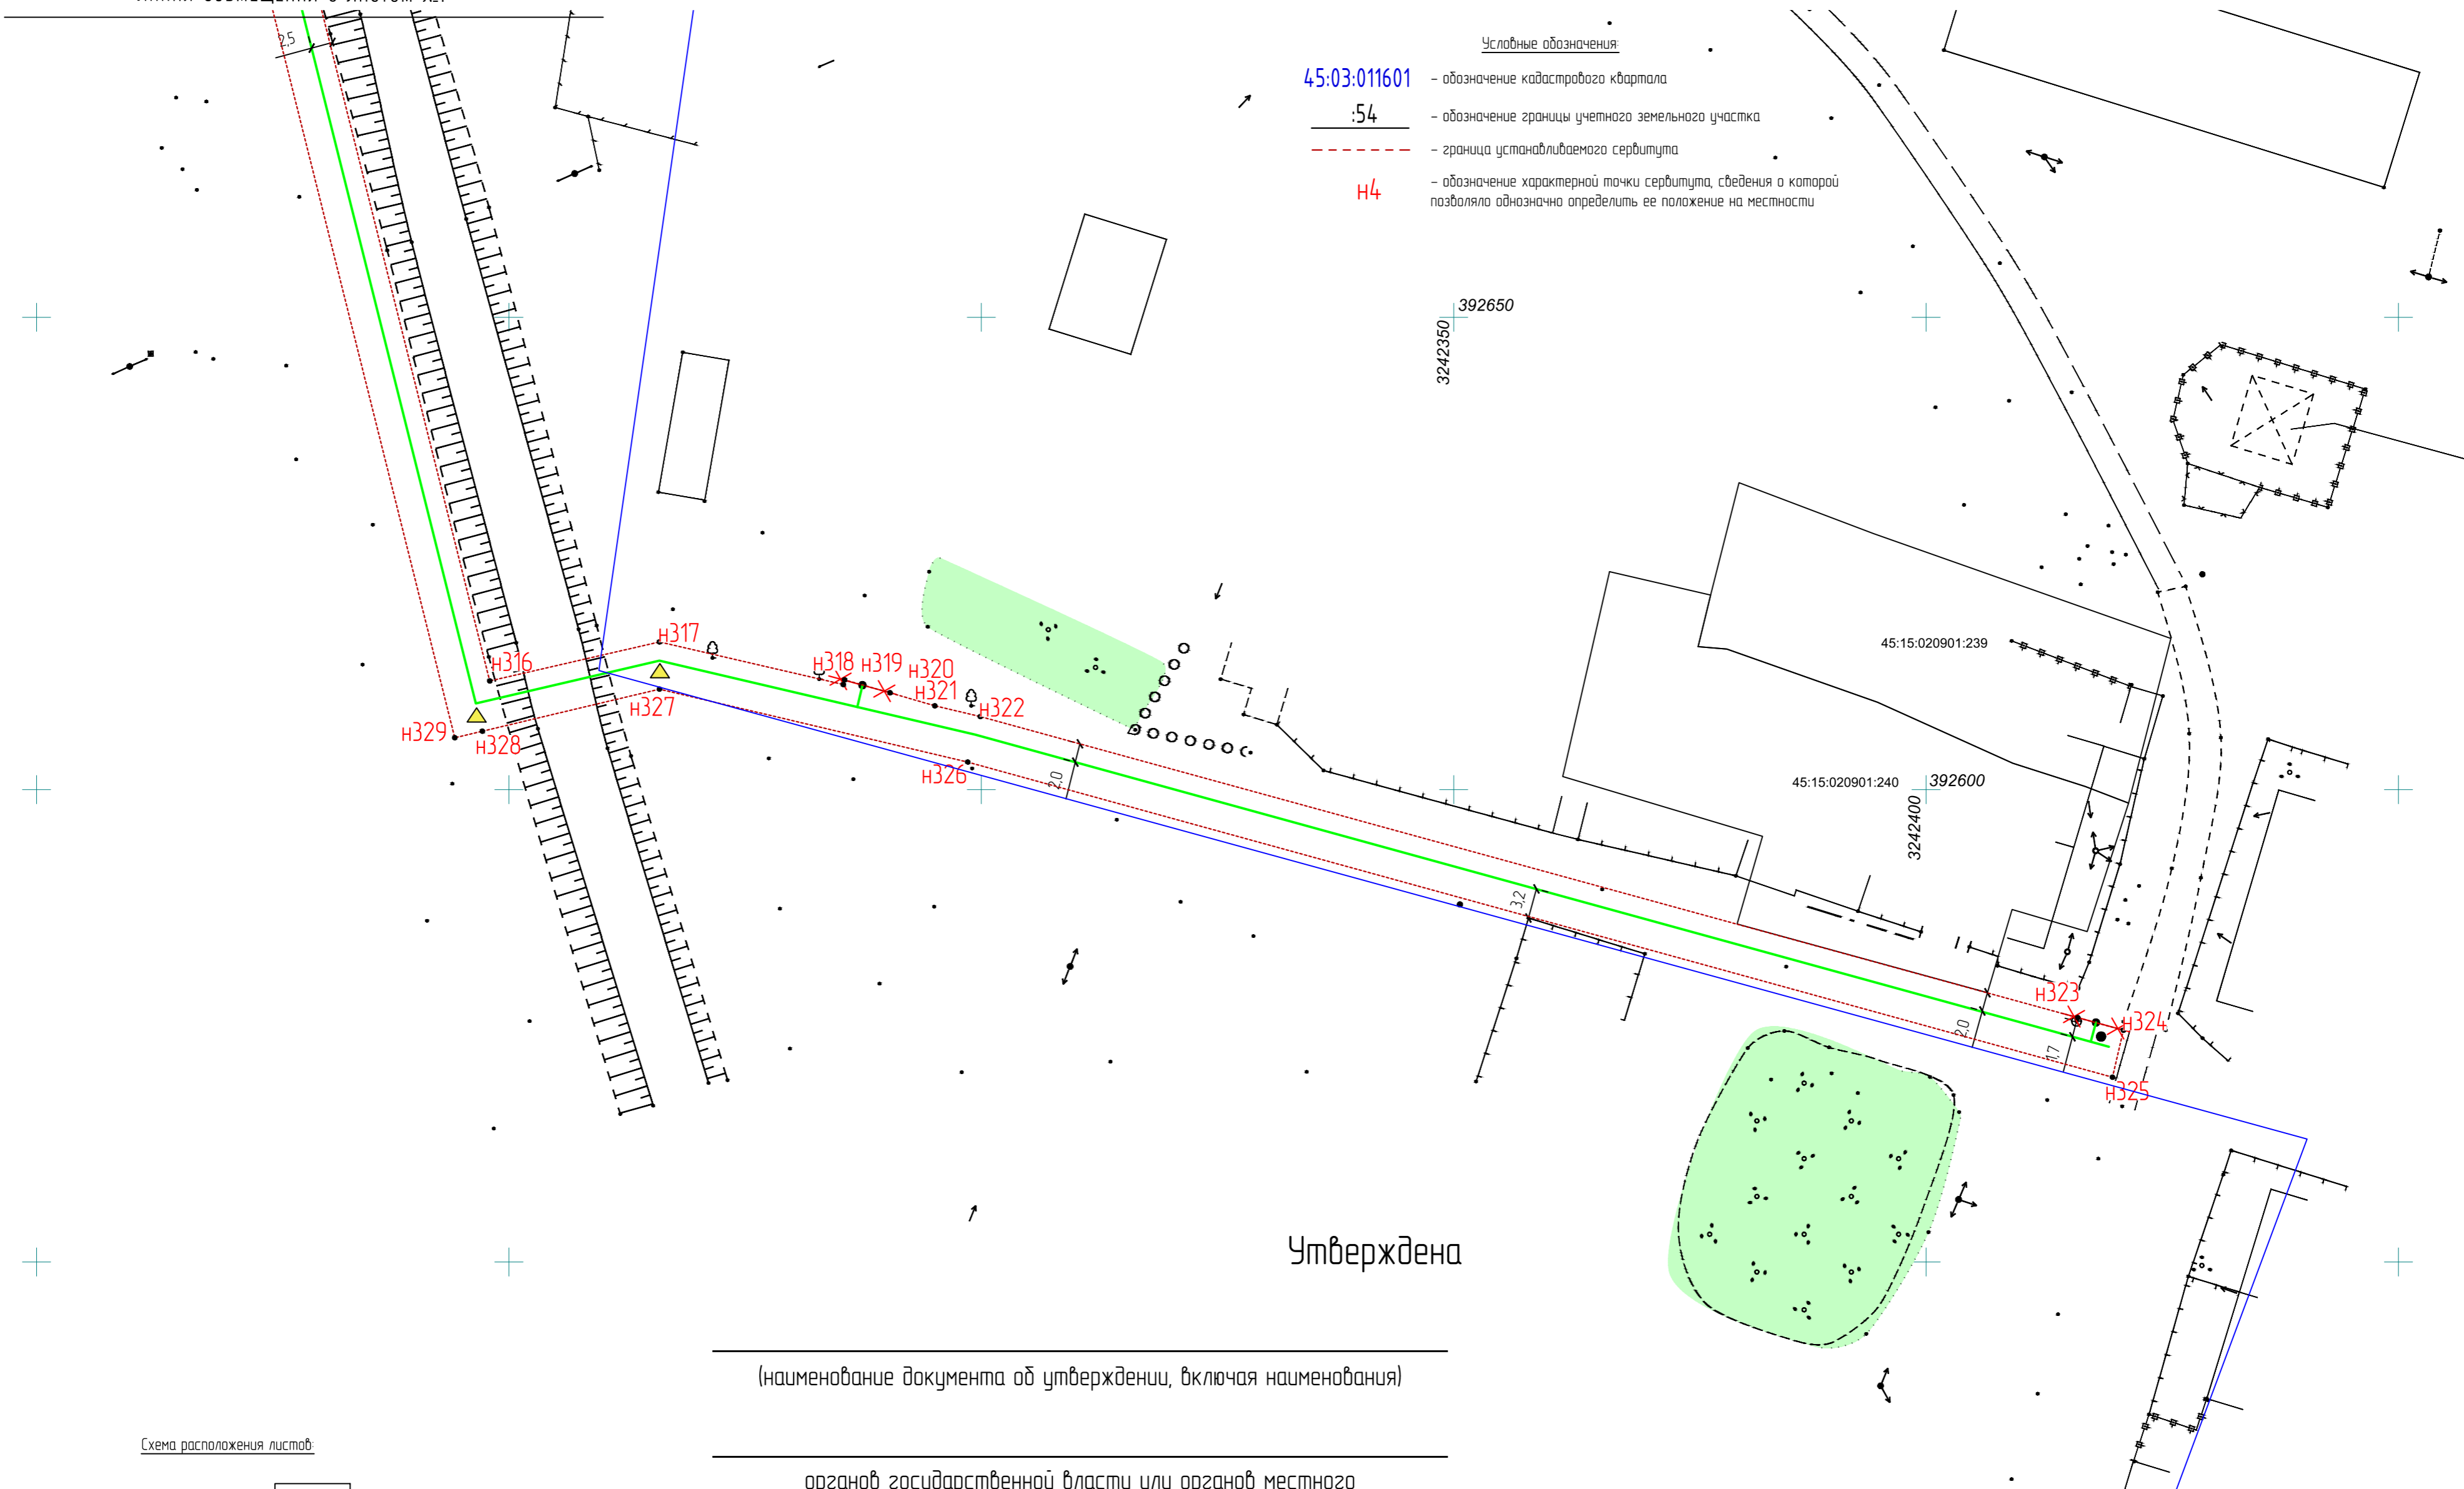 2,5
Условные обозначения:
45:03:011601 – обозначение кадастрового квартала
:54 – обозначение границы учетного земельного участка
– граница устанавливаемого сервитута
н4 – обозначение характерной точки сервитута, сведения о которой
позволяло однозначно определить ее положение на местности
392650
3242350
45:15:020901:239
н317
н316
н318 н319 н320
н321
н322
н327
н329
н328
н326
2,0
45:15:020901:240
392600
3242400
3,2
н323
н324
2,0
1,7
н325
Утверждена
(наименование документа об утверждении, включая наименования)
Схема расположения листов:
органов государственной власти или органов местного